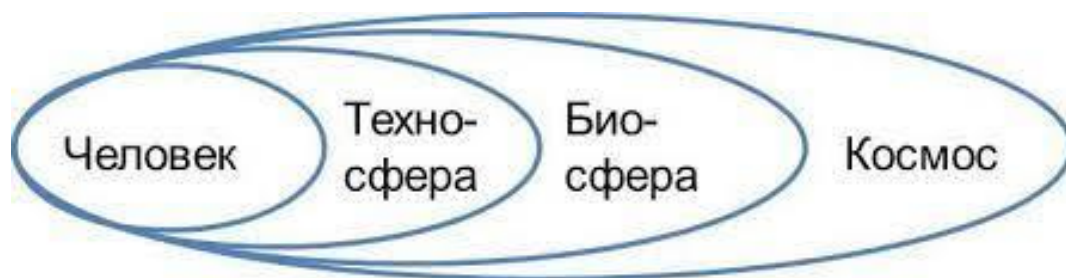 Человек
Техно-
сфера
Био-
сфера
Космос